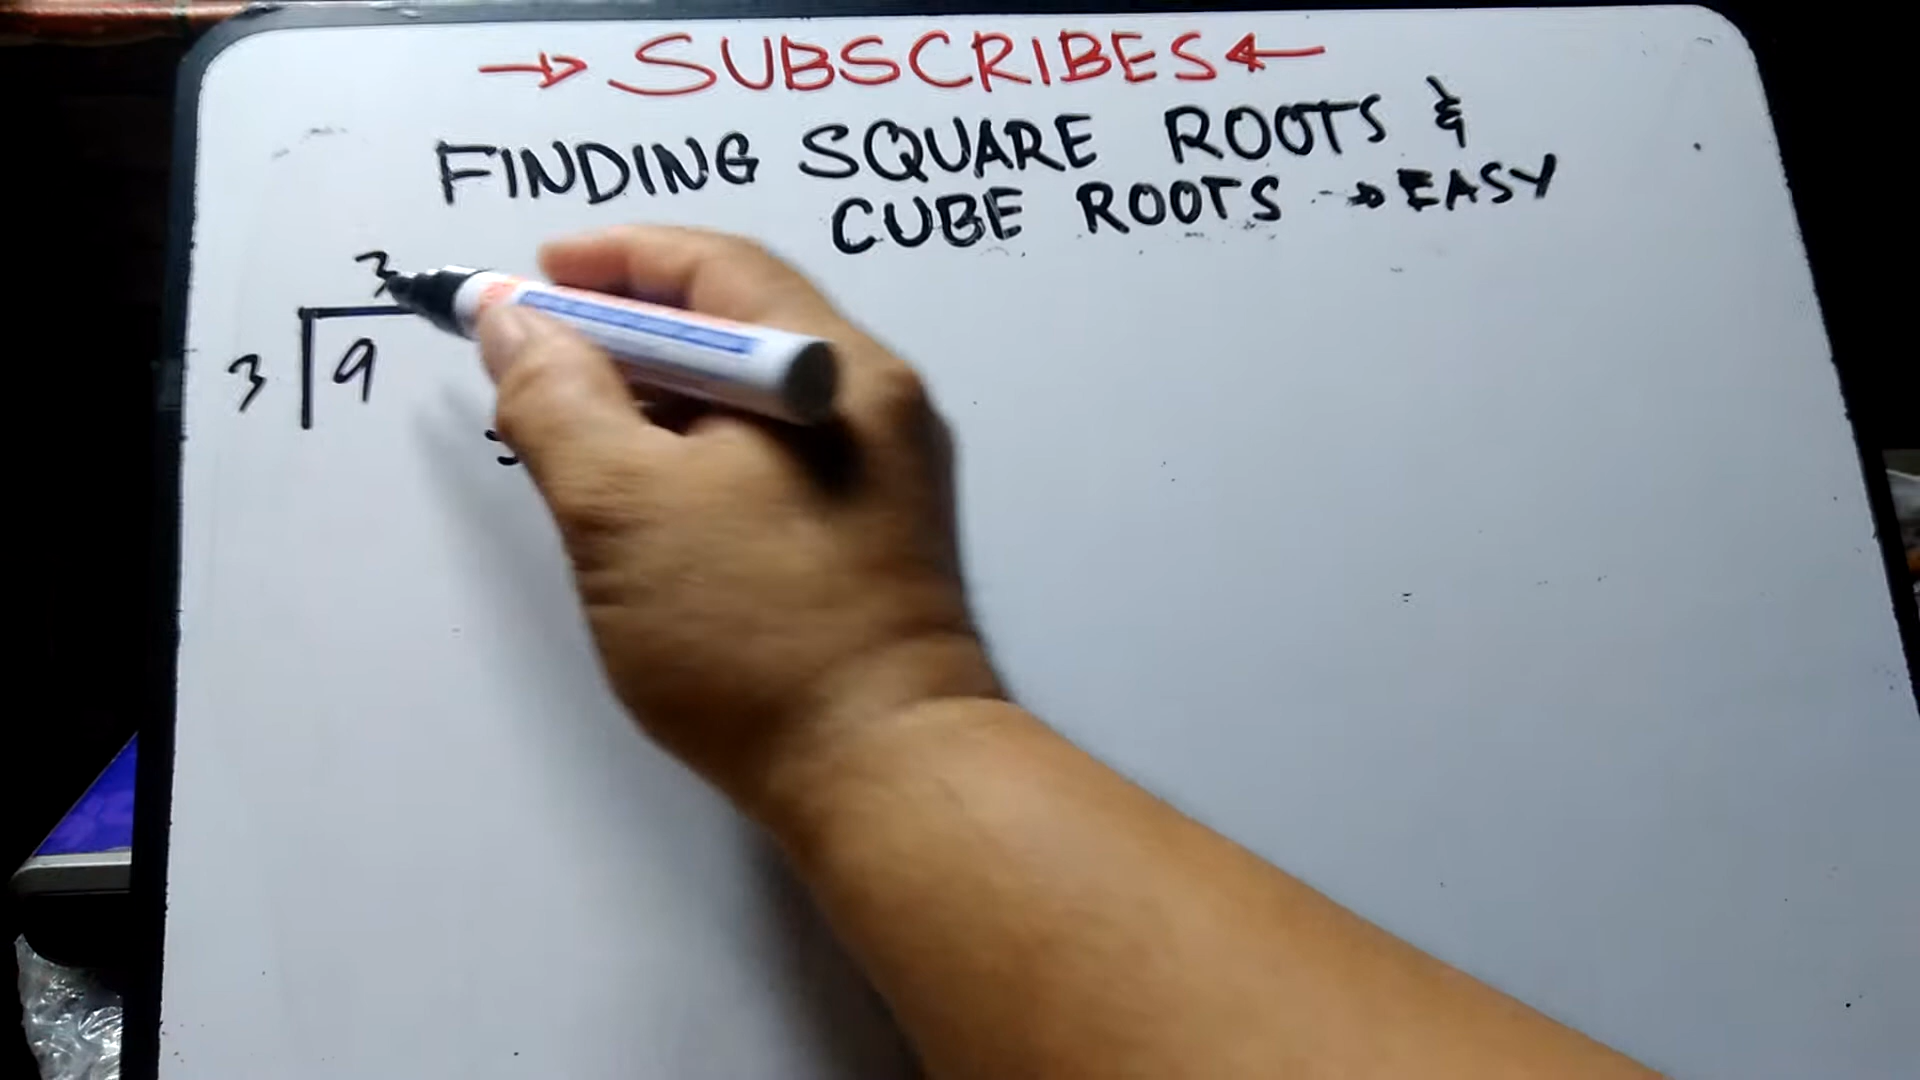 → SUBSCRIBES ←
FINDING SQUARE ROOTS &
CUBE ROOTS → EASY
3
3 9